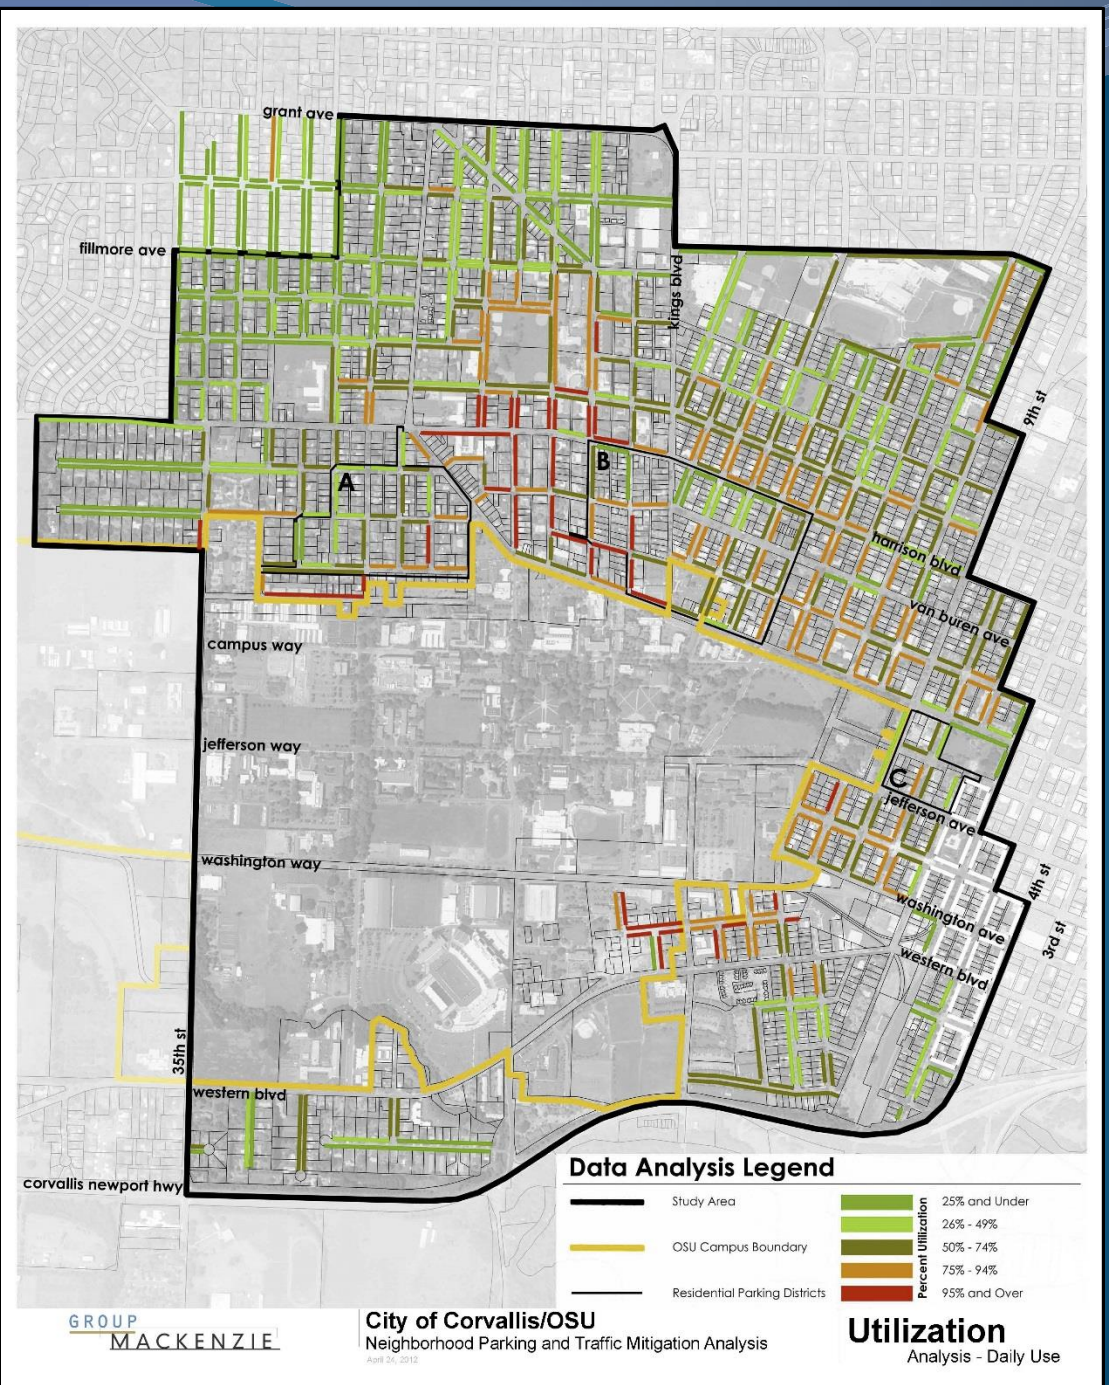 grant ave
fillmore ave
kings blvd
9th st
A
B
harrison blvd
van buren ave
campus way
jefferson way
C
jefferson ave
washington way
4th st
washington ave
3rd st
western blvd
35th st
western blvd
corvallis newport hwy
Data Analysis Legend
Study Area
OSU Campus Boundary
Residential Parking Districts
Percent Utilization
25% and Under
26% - 49%
50% - 74%
75% - 94%
95% and Over
GROUP
MACKENZIE
City of Corvallis/OSU
Neighborhood Parking and Traffic Mitigation Analysis
April 24, 2012
Utilization
Analysis - Daily Use